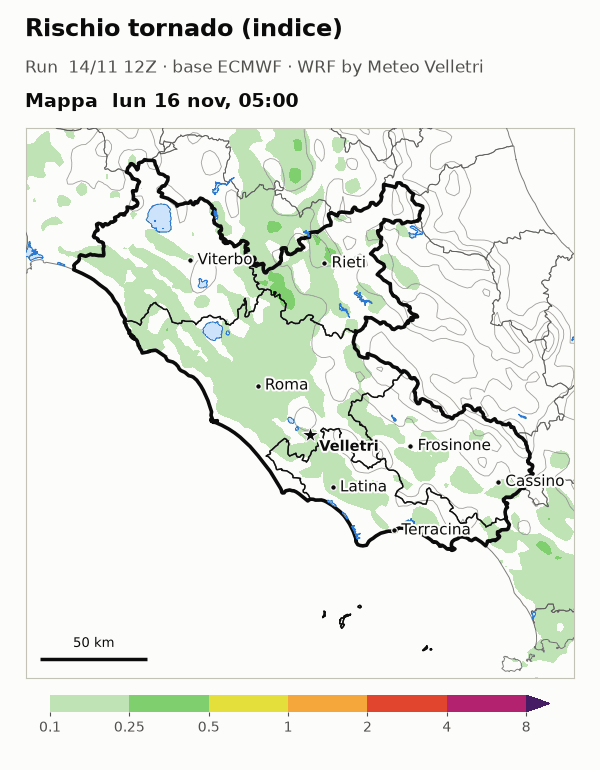 Rischio tornado (indice)
Run  14/11 12Z · base ECMWF · WRF by Meteo Velletri
Mappa  lun 16 nov, 05:00
Viterbo
Rieti
Roma
Velletri
Frosinone
Latina
Cassino
Terracina
50 km
0.1 0.25 0.5 1 2 4 8